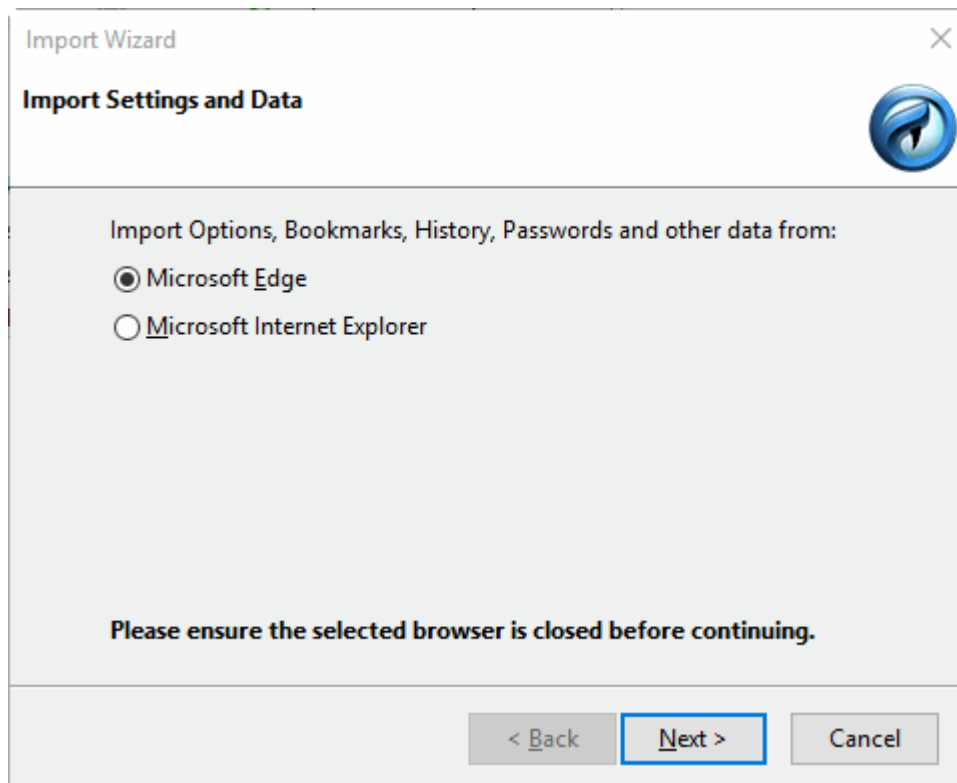 Import Wizard
Import Settings and Data
Import Options, Bookmarks, History, Passwords and other data from:
Microsoft Edge
Microsoft Internet Explorer
Please ensure the selected browser is closed before continuing.
< Back Next > Cancel